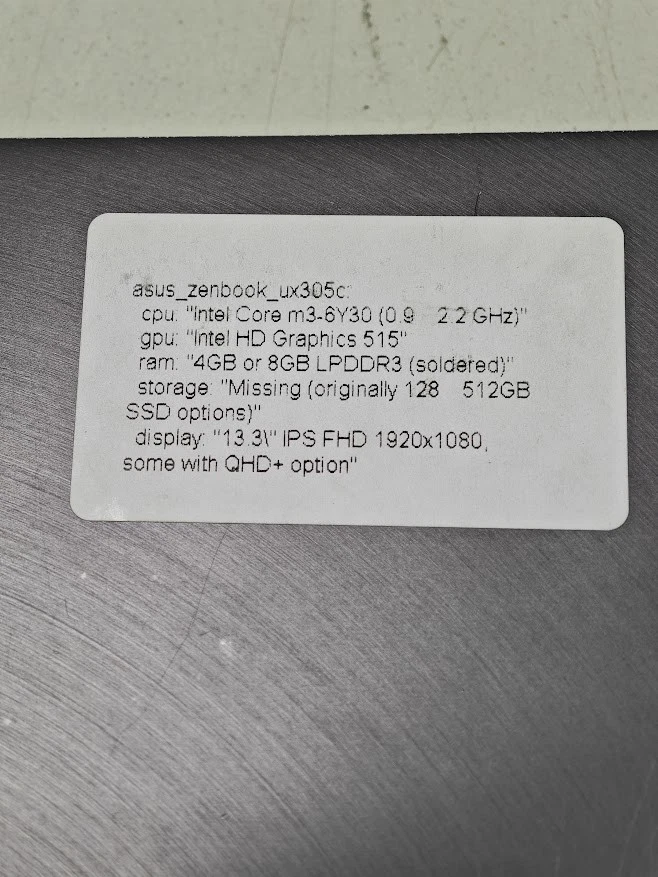 asus_zenbook_ux305c:
cpu: "Intel Core m3-6Y30 (0.9 2.2 GHz)"
gpu: "Intel HD Graphics 515"
ram: "4GB or 8GB LPDDR3 (soldered)"
storage: "Missing (originally 128 512GB
SSD options)"
display: "13.3\" IPS FHD 1920x1080,
some with QHD+ option"